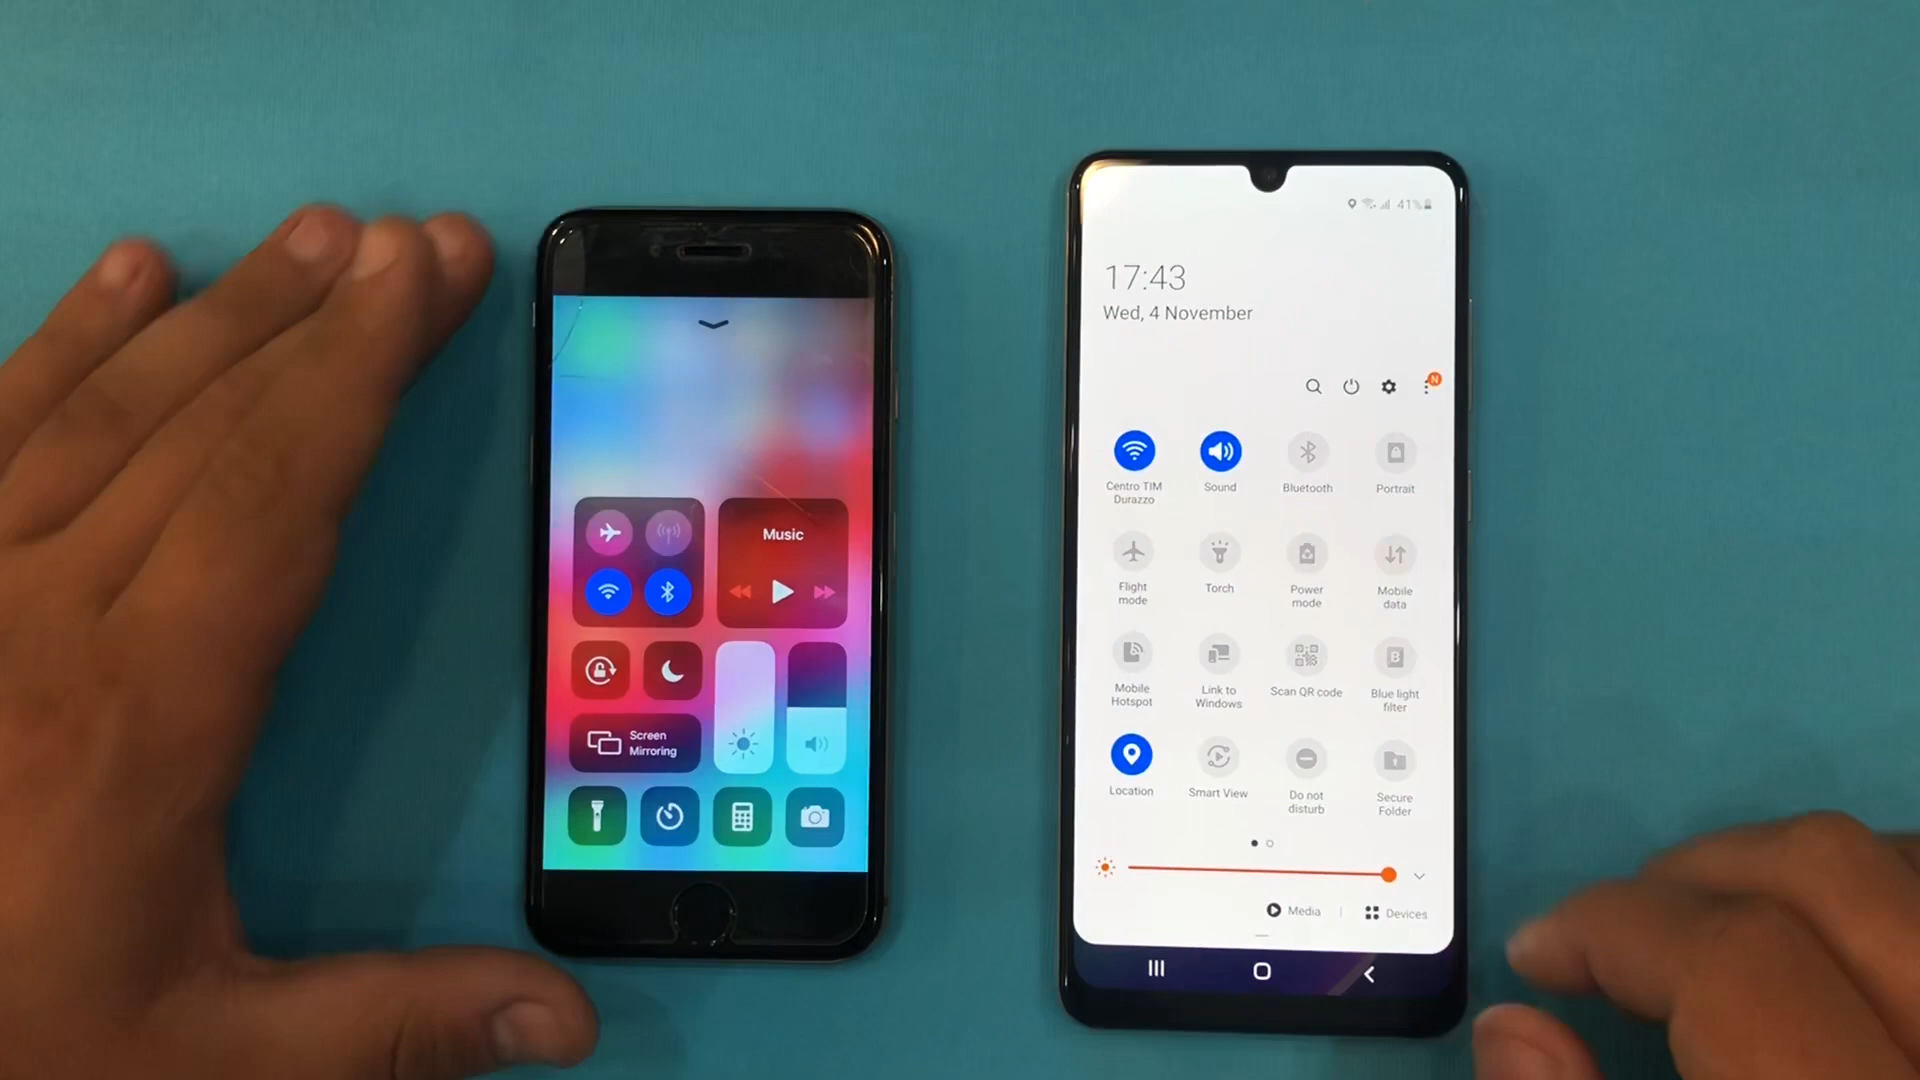 Music
Screen
Mirroring
41%
17:43
Wed, 4 November
N
Centro TIM
Durazzo
Sound
Bluetooth
Portrait
Flight
mode
Torch
Power
mode
Mobile
data
Mobile
Hotspot
Link to
Windows
Scan QR code
Blue light
filter
B
Location
Smart View
Do not
disturb
Secure
Folder
Media
Devices